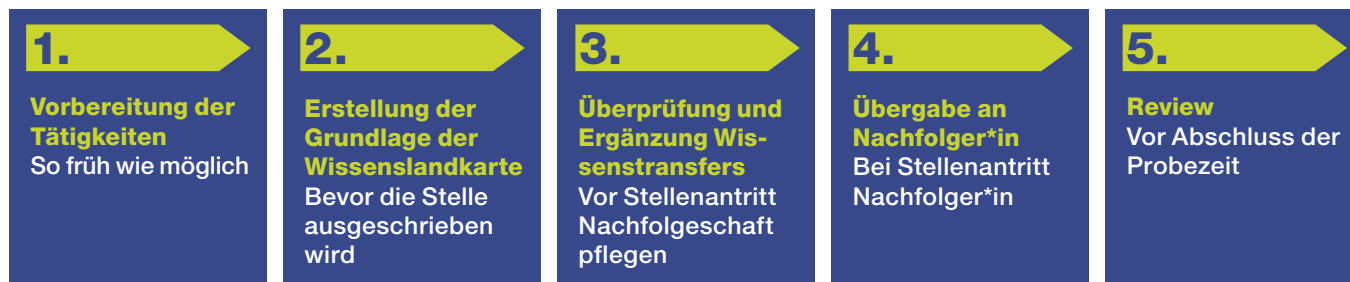 1.
Vorbereitung der
Tätigkeiten
So früh wie möglich
2.
Erstellung der
Grundlage der
Wissenslandkarte
Bevor die Stelle
ausgeschrieben
wird
3.
Überprüfung und
Ergänzung Wis-
senstransfers
Vor Stellenantritt
Nachfolgeschaft
pflegen
4.
Übergabe an
Nachfolger*in
Bei Stellenantritt
Nachfolger*in
5.
Review
Vor Abschluss der
Probezeit